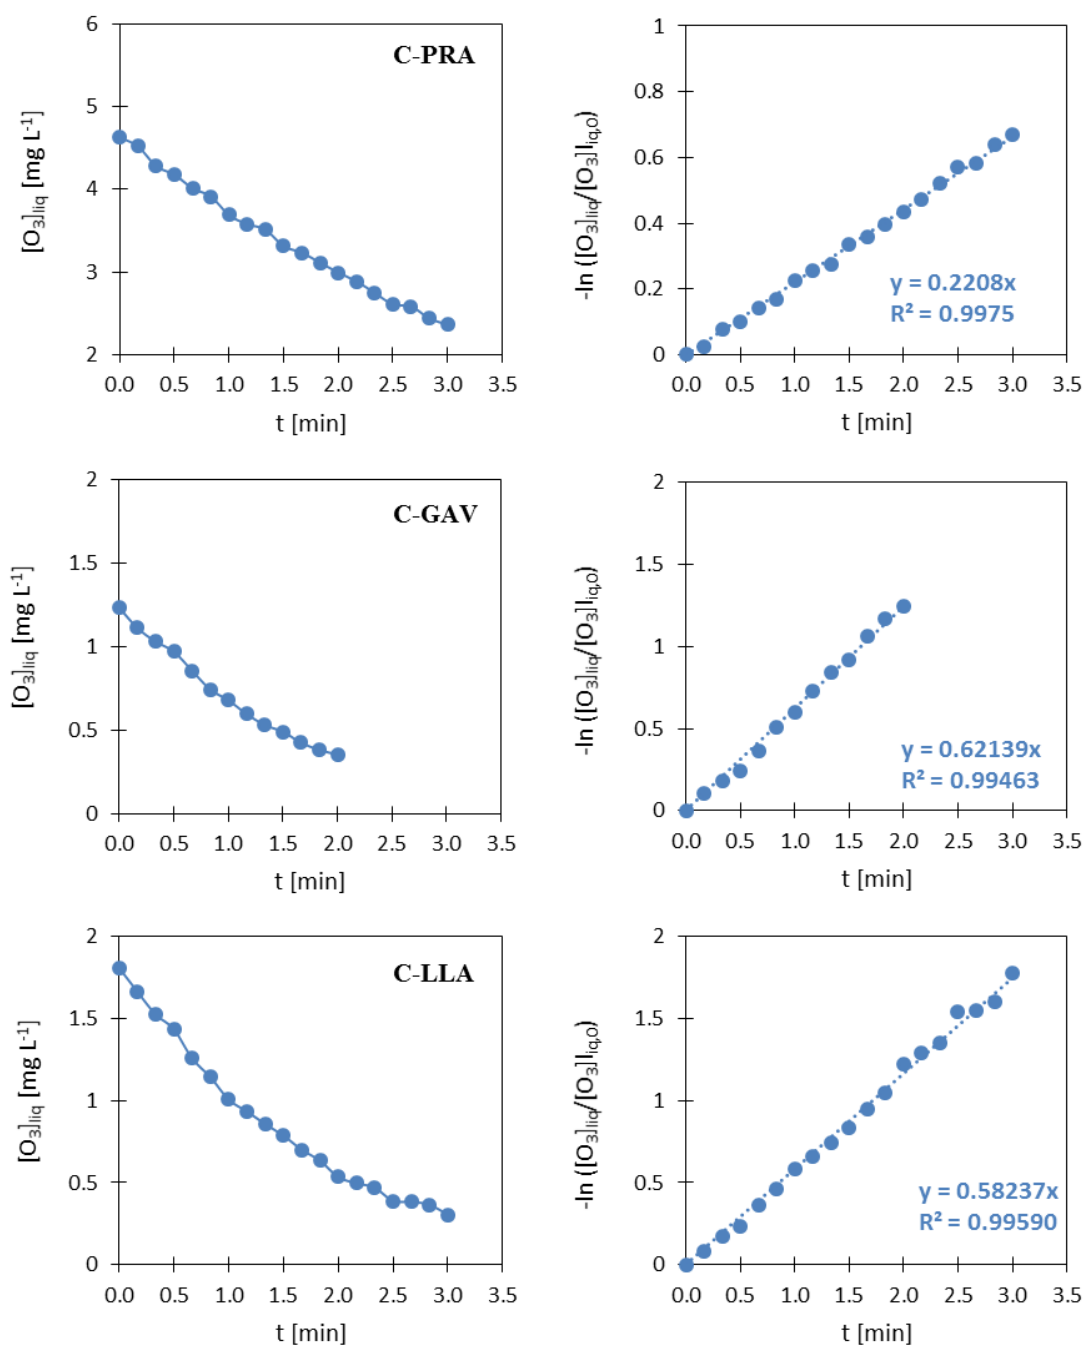 6
5
4
3
2
[O₃]liq [mg L⁻¹]
C-PRA
0.0 0.5 1.0 1.5 2.0 2.5 3.0 3.5
t [min]
1
0.8
0.6
0.4
0.2
0
-ln ([O₃]liq/[O₃]liq,0)
y = 0.2208x
R² = 0.9975
0.0 0.5 1.0 1.5 2.0 2.5 3.0 3.5
t [min]
2
1.5
1
0.5
0
[O₃]liq [mg L⁻¹]
C-GAV
0.0 0.5 1.0 1.5 2.0 2.5 3.0 3.5
t [min]
2
1.5
1
0.5
0
-ln ([O₃]liq/[O₃]liq,0)
y = 0.62139x
R² = 0.99463
0.0 0.5 1.0 1.5 2.0 2.5 3.0 3.5
t [min]
2
1.5
1
0.5
0
[O₃]liq [mg L⁻¹]
C-LLA
0.0 0.5 1.0 1.5 2.0 2.5 3.0 3.5
t [min]
2
1.5
1
0.5
0
-ln ([O₃]liq/[O₃]liq,0)
y = 0.58237x
R² = 0.99590
0.0 0.5 1.0 1.5 2.0 2.5 3.0 3.5
t [min]